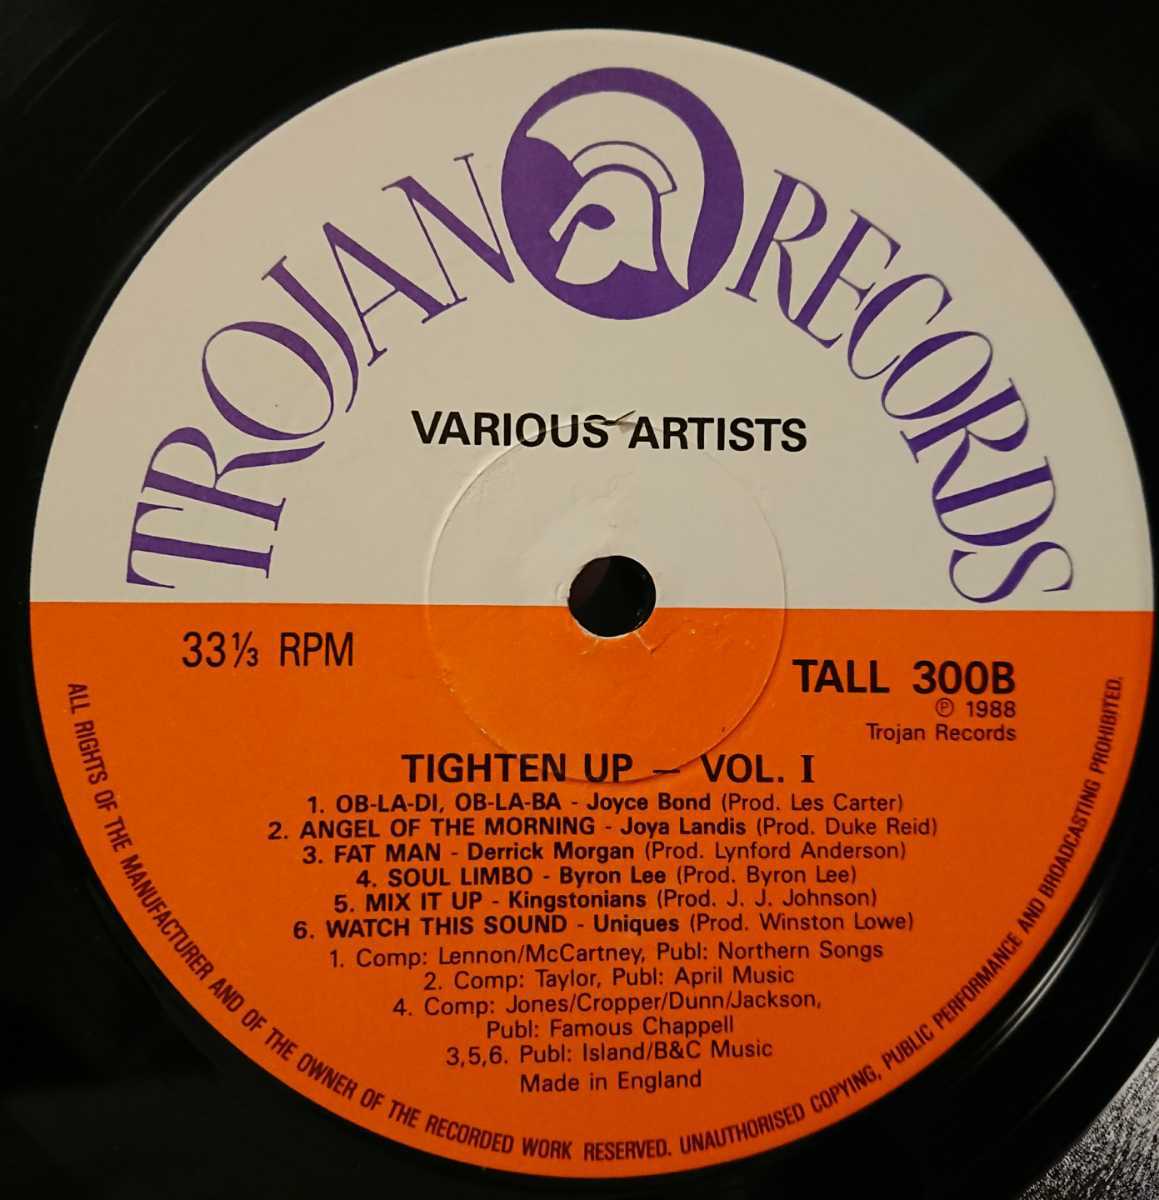 TROJAN RECORDS
VARIOUS ARTISTS
33⅓ RPM
TALL 300B
℗ 1988
Trojan Records
TIGHTEN UP – VOL. I
1. OB-LA-DI, OB-LA-BA - Joyce Bond (Prod. Les Carter)
2. ANGEL OF THE MORNING - Joya Landis (Prod. Duke Reid)
3. FAT MAN - Derrick Morgan (Prod. Lynford Anderson)
4. SOUL LIMBO - Byron Lee (Prod. Byron Lee)
5. MIX IT UP - Kingstonians (Prod. J. J. Johnson)
6. WATCH THIS SOUND - Uniques (Prod. Winston Lowe)
1. Comp: Lennon/McCartney, Publ: Northern Songs
2. Comp: Taylor, Publ: April Music
4. Comp: Jones/Cropper/Dunn/Jackson,
Publ: Famous Chappell
3,5,6. Publ: Island/B&C Music
Made in England
ALL RIGHTS OF THE MANUFACTURER AND OF THE OWNER OF THE RECORDED WORK RESERVED. UNAUTHORISED COPYING, PUBLIC PERFORMANCE AND BROADCASTING PROHIBITED.